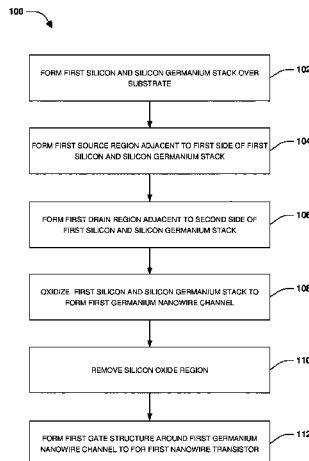 100
FORM FIRST SILICON AND SILICON GERMANIUM STACK OVER
SUBSTRATE
102
FORM FIRST SOURCE REGION ADJACENT TO FIRST SIDE OF FIRST
SILICON AND SILICON GERMANIUM STACK
104
FORM FIRST DRAIN REGION ADJACENT TO SECOND SIDE OF
FIRST SILICON AND SILICON GERMANIUM STACK
106
OXIDIZE FIRST SILICON AND SILICON GERMANIUM STACK TO
FORM FIRST GERMANIUM NANOWIRE CHANNEL
108
REMOVE SILICON OXIDE REGION
110
FORM FIRST GATE STRUCTURE AROUND FIRST GERMANIUM
NANOWIRE CHANNEL TO FOR FIRST NANOWIRE TRANSISTOR
112